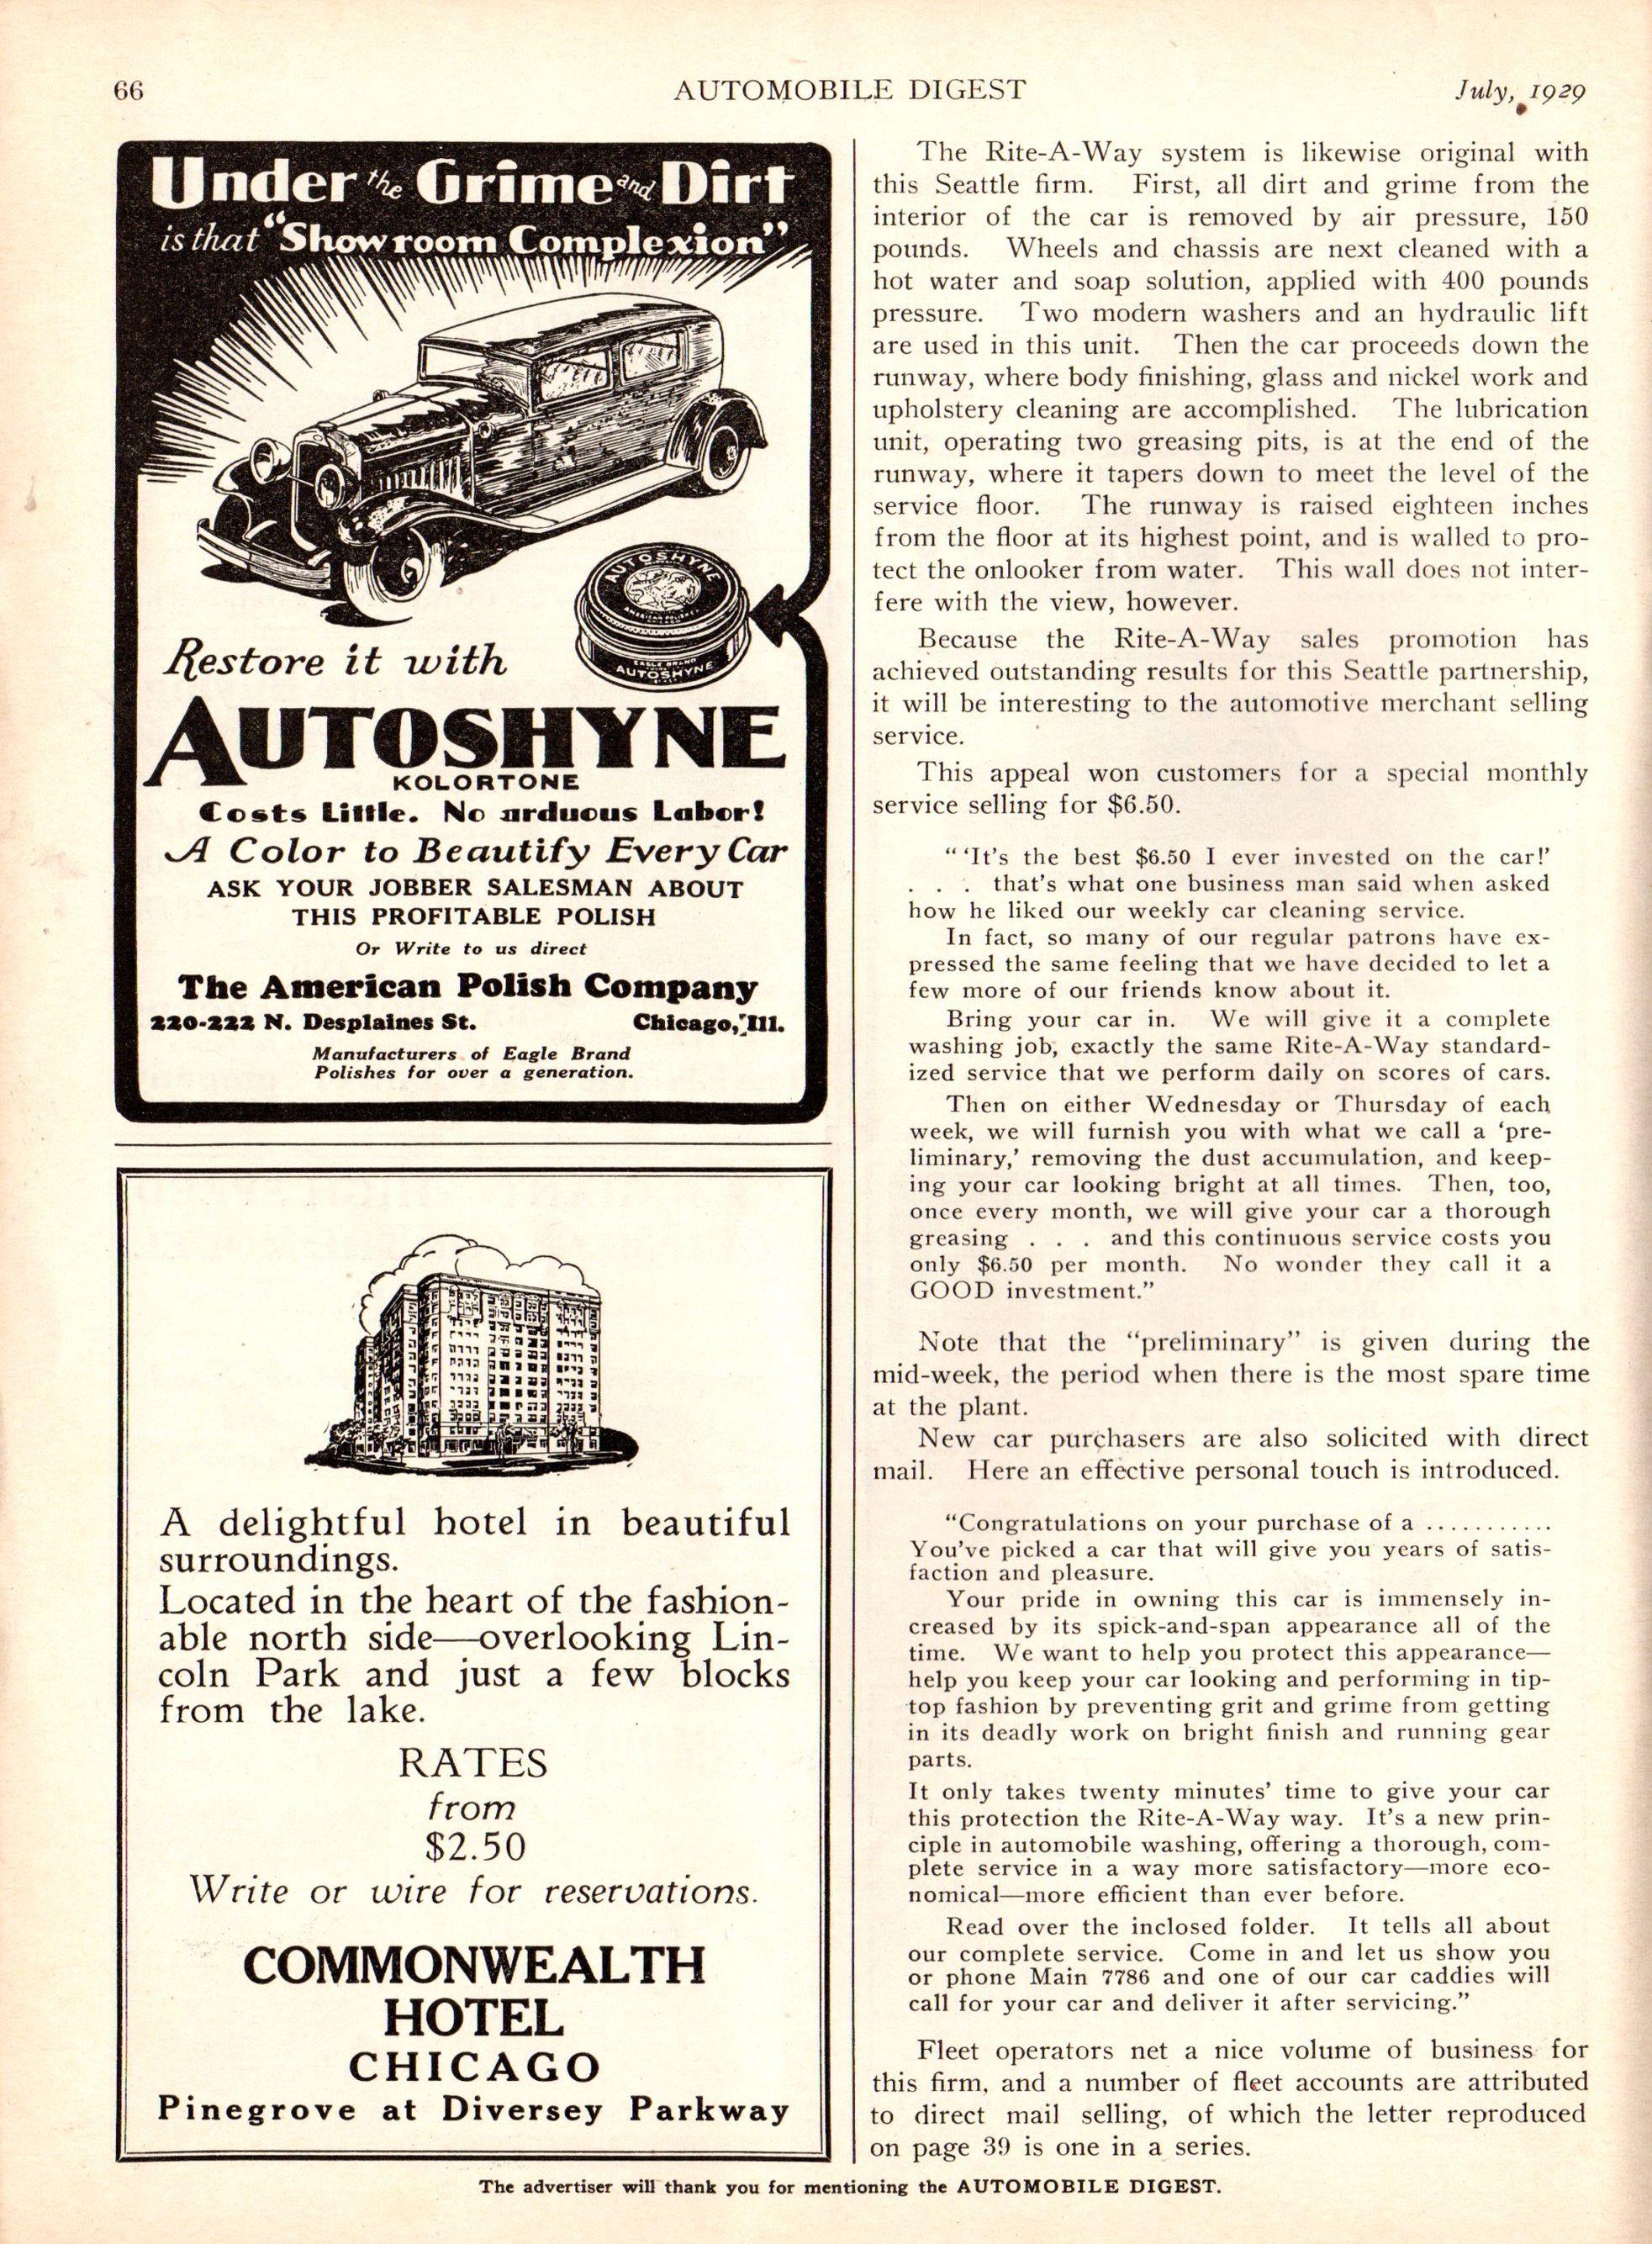 66
AUTOMOBILE DIGEST
July, 1929
Under the Grime and Dirt
is that "Showroom Complexion"
AUTOSHYNE
AMERICAN POLISH CO.
EAGLE BRAND
AUTOSHYNE
Restore it with
AUTOSHYNE
KOLORTONE
Costs Little. No arduous Labor!
A Color to Beautify Every Car
ASK YOUR JOBBER SALESMAN ABOUT
THIS PROFITABLE POLISH
Or Write to us direct
The American Polish Company
220-222 N. Desplaines St. Chicago, Ill.
Manufacturers of Eagle Brand
Polishes for over a generation.
A delightful hotel in beautiful
surroundings.
Located in the heart of the fashion-
able north side—overlooking Lin-
coln Park and just a few blocks
from the lake.
RATES
from
$2.50
Write or wire for reservations.
COMMONWEALTH
HOTEL
CHICAGO
Pinegrove at Diversey Parkway
The Rite-A-Way system is likewise original with
this Seattle firm. First, all dirt and grime from the
interior of the car is removed by air pressure, 150
pounds. Wheels and chassis are next cleaned with a
hot water and soap solution, applied with 400 pounds
pressure. Two modern washers and an hydraulic lift
are used in this unit. Then the car proceeds down the
runway, where body finishing, glass and nickel work and
upholstery cleaning are accomplished. The lubrication
unit, operating two greasing pits, is at the end of the
runway, where it tapers down to meet the level of the
service floor. The runway is raised eighteen inches
from the floor at its highest point, and is walled to pro-
tect the onlooker from water. This wall does not inter-
fere with the view, however.
Because the Rite-A-Way sales promotion has
achieved outstanding results for this Seattle partnership,
it will be interesting to the automotive merchant selling
service.
This appeal won customers for a special monthly
service selling for $6.50.
"'It's the best $6.50 I ever invested on the car!'
. . . that's what one business man said when asked
how he liked our weekly car cleaning service.
In fact, so many of our regular patrons have ex-
pressed the same feeling that we have decided to let a
few more of our friends know about it.
Bring your car in. We will give it a complete
washing job, exactly the same Rite-A-Way standard-
ized service that we perform daily on scores of cars.
Then on either Wednesday or Thursday of each
week, we will furnish you with what we call a 'pre-
liminary,' removing the dust accumulation, and keep-
ing your car looking bright at all times. Then, too,
once every month, we will give your car a thorough
greasing . . . and this continuous service costs you
only $6.50 per month. No wonder they call it a
GOOD investment."
Note that the "preliminary" is given during the
mid-week, the period when there is the most spare time
at the plant.
New car purchasers are also solicited with direct
mail. Here an effective personal touch is introduced.
"Congratulations on your purchase of a ...........
You've picked a car that will give you years of satis-
faction and pleasure.
Your pride in owning this car is immensely in-
creased by its spick-and-span appearance all of the
time. We want to help you protect this appearance—
help you keep your car looking and performing in tip-
top fashion by preventing grit and grime from getting
in its deadly work on bright finish and running gear
parts.
It only takes twenty minutes' time to give your car
this protection the Rite-A-Way way. It's a new prin-
ciple in automobile washing, offering a thorough, com-
plete service in a way more satisfactory—more eco-
nomical—more efficient than ever before.
Read over the inclosed folder. It tells all about
our complete service. Come in and let us show you
or phone Main 7786 and one of our car caddies will
call for your car and deliver it after servicing."
Fleet operators net a nice volume of business for
this firm, and a number of fleet accounts are attributed
to direct mail selling, of which the letter reproduced
on page 39 is one in a series.
The advertiser will thank you for mentioning the AUTOMOBILE DIGEST.